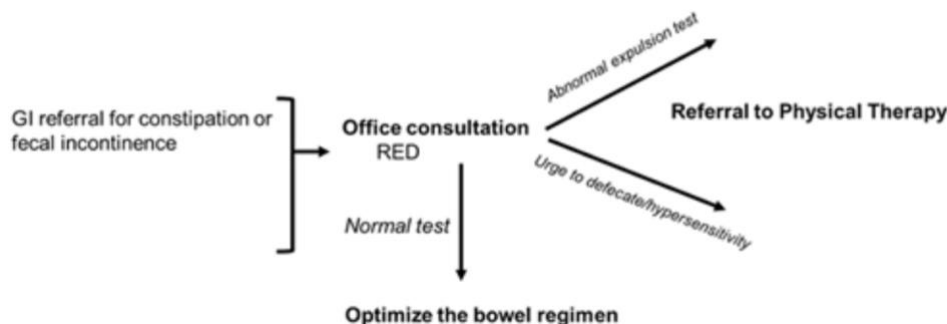 Abnormal expulsion test
GI referral for constipation or
fecal incontinence
Office consultation
RED
Referral to Physical Therapy
Urge to defecate/hypersensitivity
Normal test
Optimize the bowel regimen